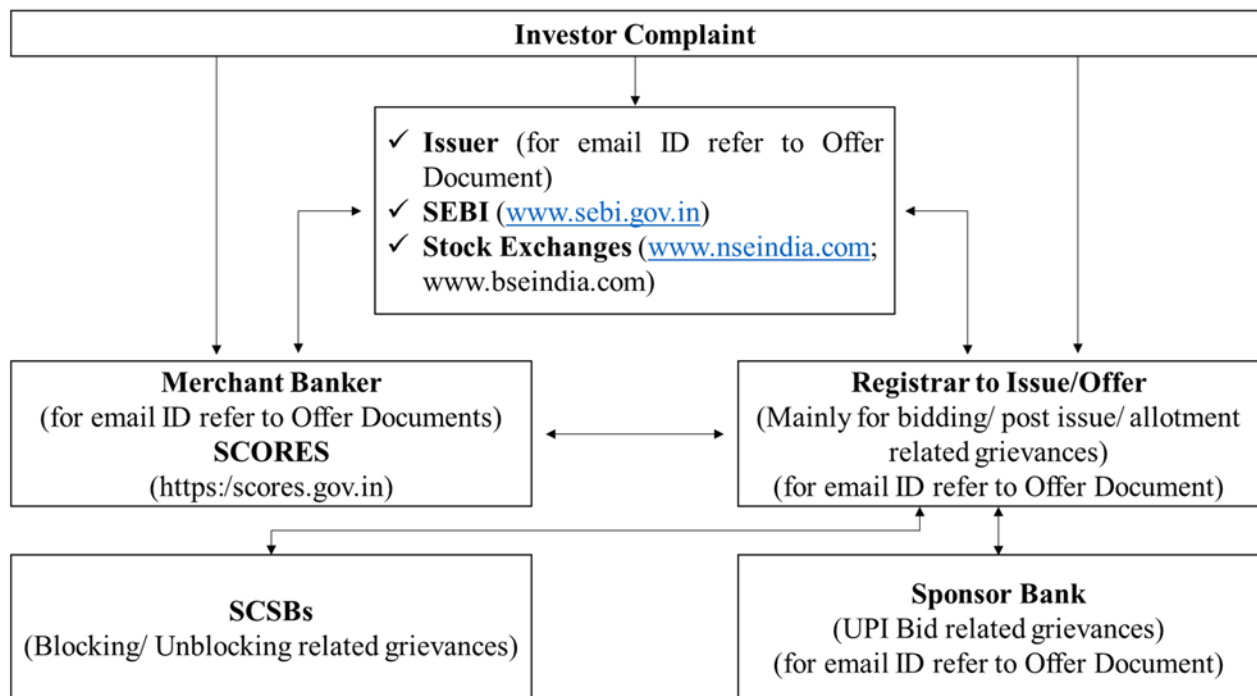 Investor Complaint
✓ Issuer (for email ID refer to Offer
Document)
✓ SEBI (www.sebi.gov.in)
✓ Stock Exchanges (www.nseindia.com;
www.bseindia.com)
Merchant Banker
(for email ID refer to Offer Documents)
SCORES
(https:/scores.gov.in)
Registrar to Issue/Offer
(Mainly for bidding/ post issue/ allotment
related grievances)
(for email ID refer to Offer Document)
SCSBs
(Blocking/ Unblocking related grievances)
Sponsor Bank
(UPI Bid related grievances)
(for email ID refer to Offer Document)